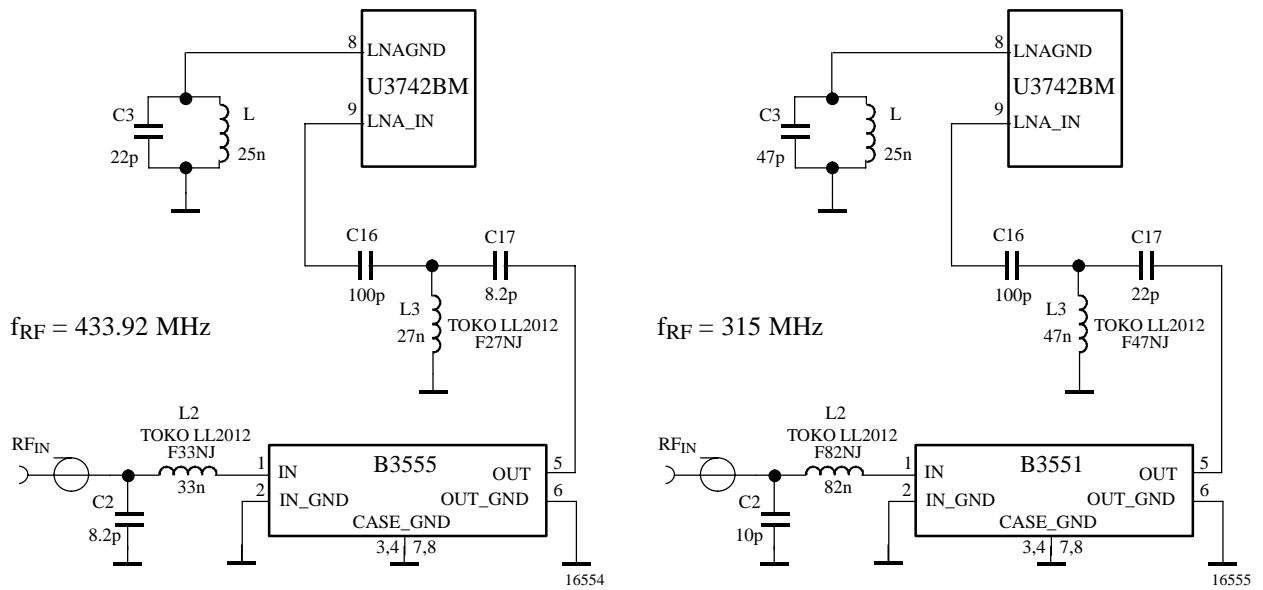 8
LNAGND
U3742BM
9
LNA_IN
C3
22p
L
25n
C16
100p
C17
8.2p
L3
27n
TOKO LL2012
F27NJ
fRF = 433.92 MHz
L2
TOKO LL2012
F33NJ
33n
RFIN
C2
8.2p
1
IN
2
IN_GND
B3555
OUT
5
OUT_GND
6
CASE_GND
3,4
7,8
16554
8
LNAGND
U3742BM
9
LNA_IN
C3
47p
L
25n
C16
100p
C17
22p
L3
47n
TOKO LL2012
F47NJ
fRF = 315 MHz
L2
TOKO LL2012
F82NJ
82n
RFIN
C2
10p
1
IN
2
IN_GND
B3551
OUT
5
OUT_GND
6
CASE_GND
3,4
7,8
16555